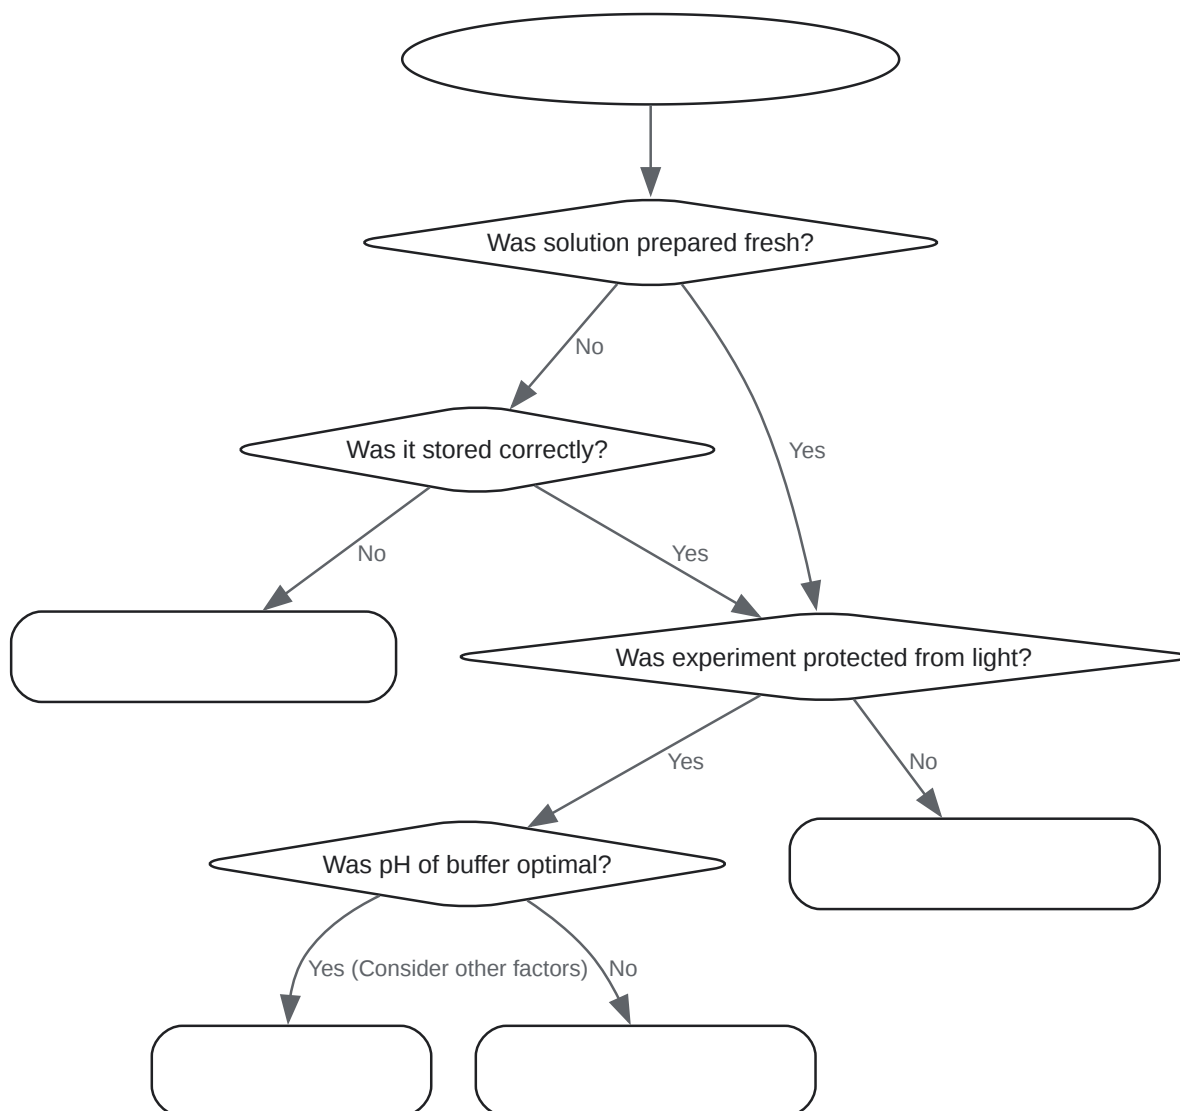 Was solution prepared fresh?
No
Yes
Was it stored correctly?
No
Yes
Was experiment protected from light?
Yes
No
Was pH of buffer optimal?
Yes (Consider other factors)
No